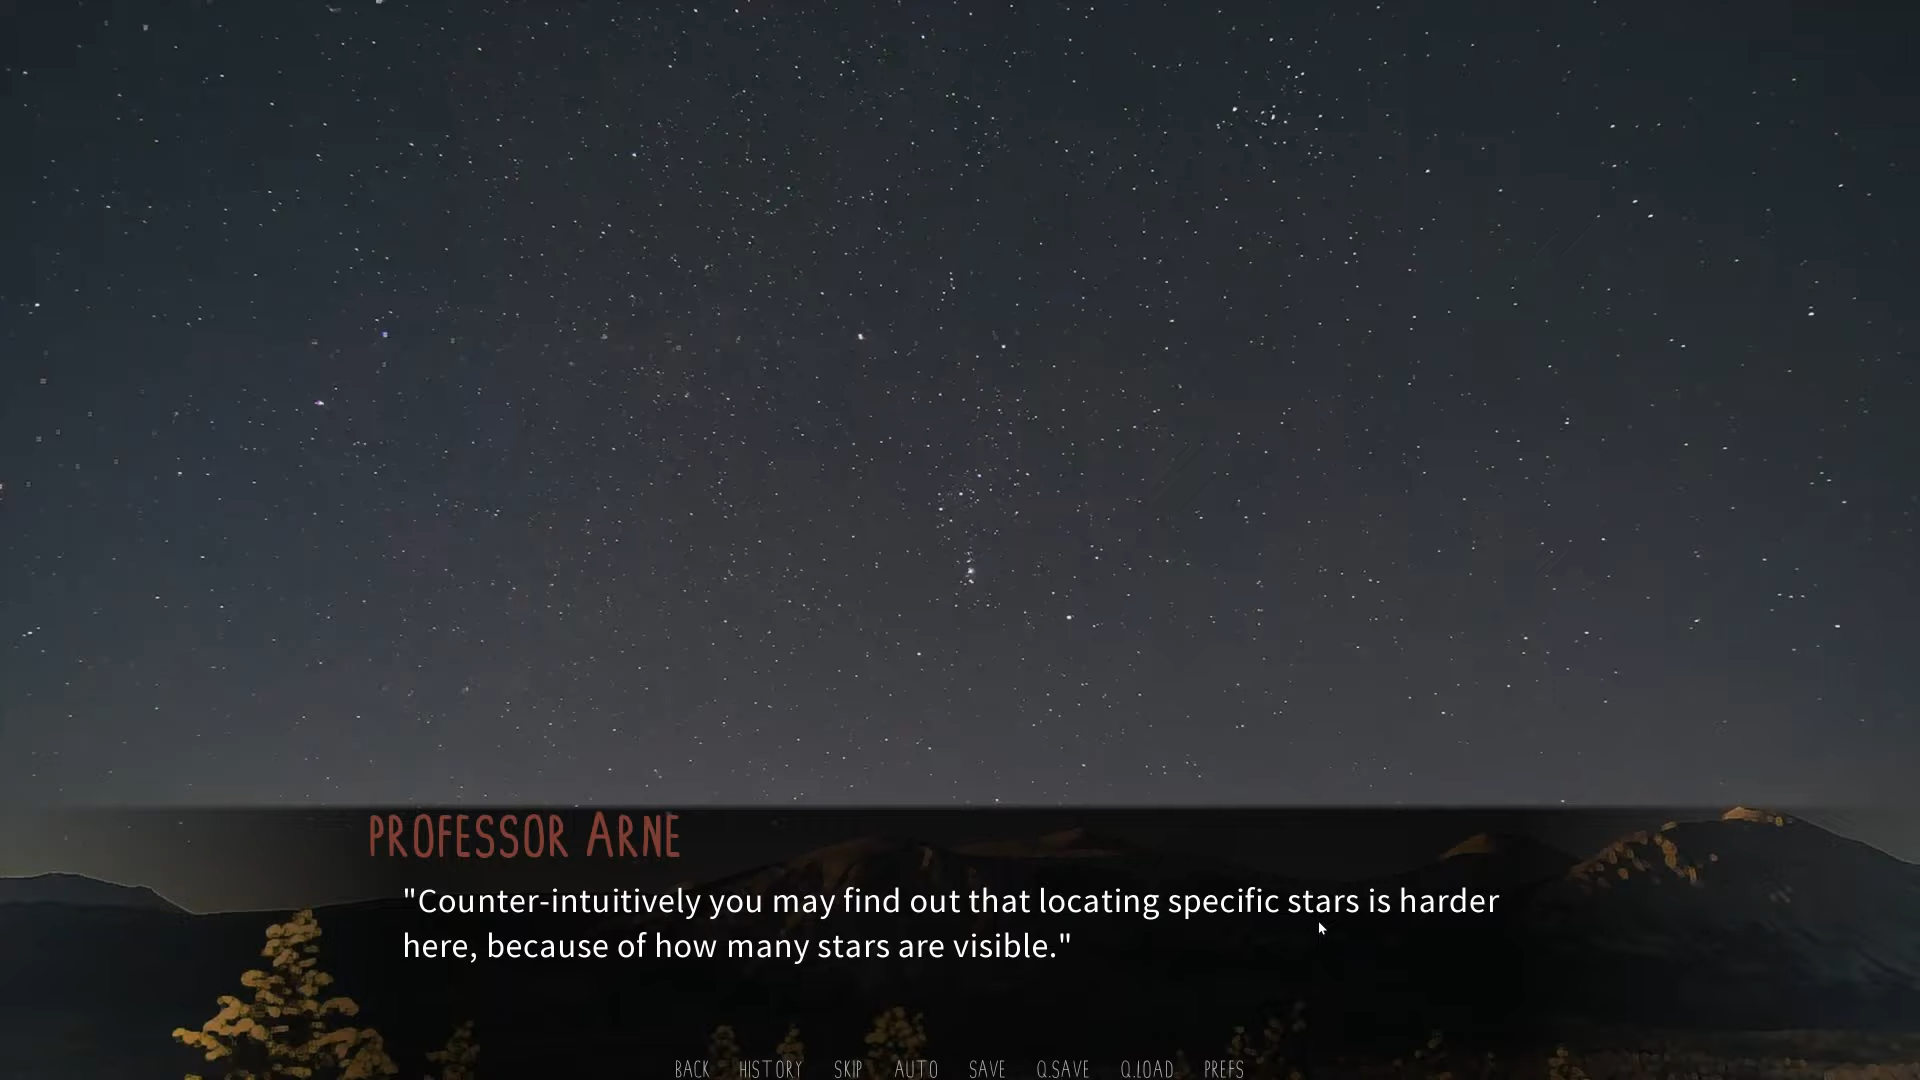 PROFESSOR ARNE
"Counter-intuitively you may find out that locating specific stars is harder
here, because of how many stars are visible."
BACK HISTORY SKIP AUTO SAVE Q.SAVE Q.LOAD PREFS